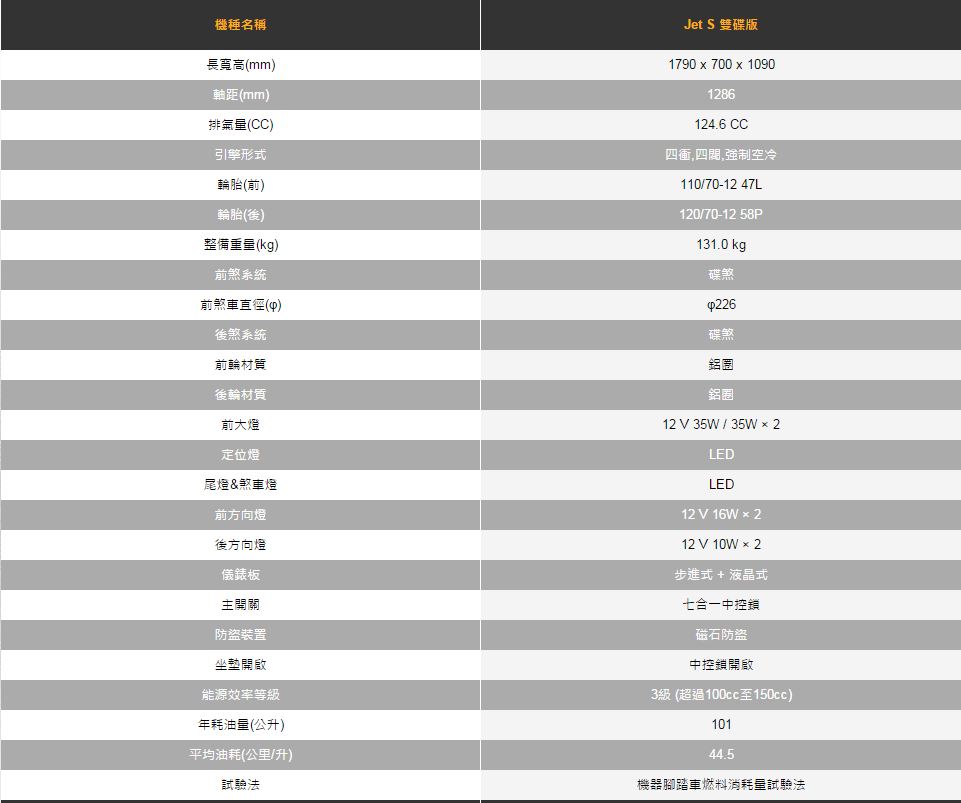 機種名稱 Jet S 雙碟版
長寬高(mm) 1790 x 700 x 1090
軸距(mm) 1286
排氣量(CC) 124.6 CC
引擎形式 四衝,四閥,強制空冷
輪胎(前) 110/70-12 47L
輪胎(後) 120/70-12 58P
整備重量(kg) 131.0 kg
前煞系統 碟煞
前煞車直徑(φ) φ226
後煞系統 碟煞
前輪材質 鋁圈
後輪材質 鋁圈
前大燈 12 V 35W / 35W × 2
定位燈 LED
尾燈&煞車燈 LED
前方向燈 12 V 16W × 2
後方向燈 12 V 10W × 2
儀錶板 步進式 + 液晶式
主開關 七合一中控鎖
防盜裝置 磁石防盜
坐墊開啟 中控鎖開啟
能源效率等級 3級 (超過100cc至150cc)
年耗油量(公升) 101
平均油耗(公里/升) 44.5
試驗法 機器腳踏車燃料消耗量試驗法